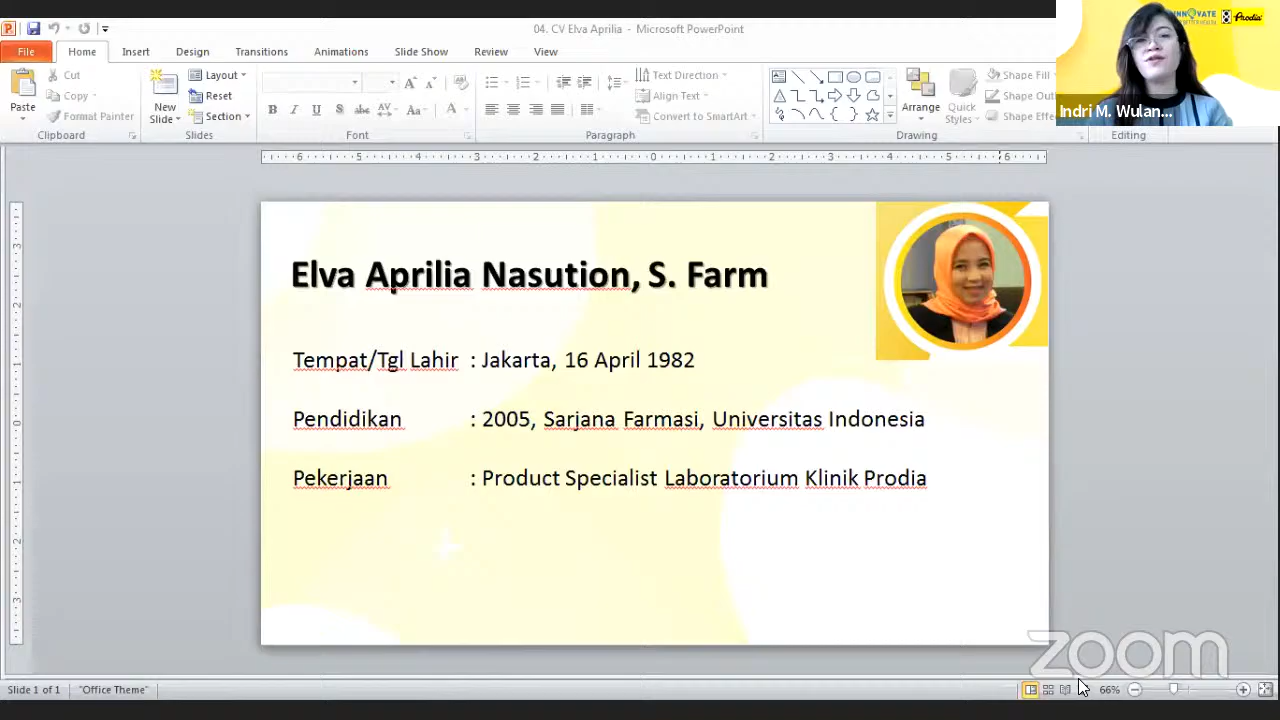 04. CV Elva Aprilia - Microsoft PowerPoint
File Home Insert Design Transitions Animations Slide Show Review View
Paste
Cut
Copy
Format Painter
Clipboard
New Slide
Layout
Reset
Section
Slides
Font
Text Direction
Align Text
Convert to SmartArt
Paragraph
Arrange
Quick Styles
Shape Fill
Shape
Shape
Drawing
Editing
INNOVATE
Prodia
Indri M. Wulan...
Elva Aprilia Nasution, S. Farm
Tempat/Tgl Lahir : Jakarta, 16 April 1982
Pendidikan : 2005, Sarjana Farmasi, Universitas Indonesia
Pekerjaan : Product Specialist Laboratorium Klinik Prodia
zoom
Slide 1 of 1 "Office Theme" 66%